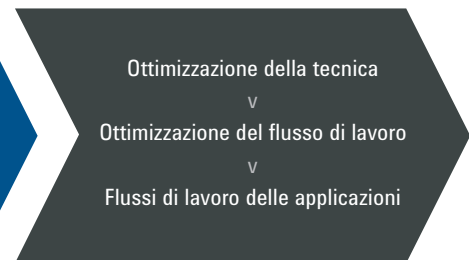 Ottimizzazione della tecnica
v
Ottimizzazione del flusso di lavoro
v
Flussi di lavoro delle applicazioni